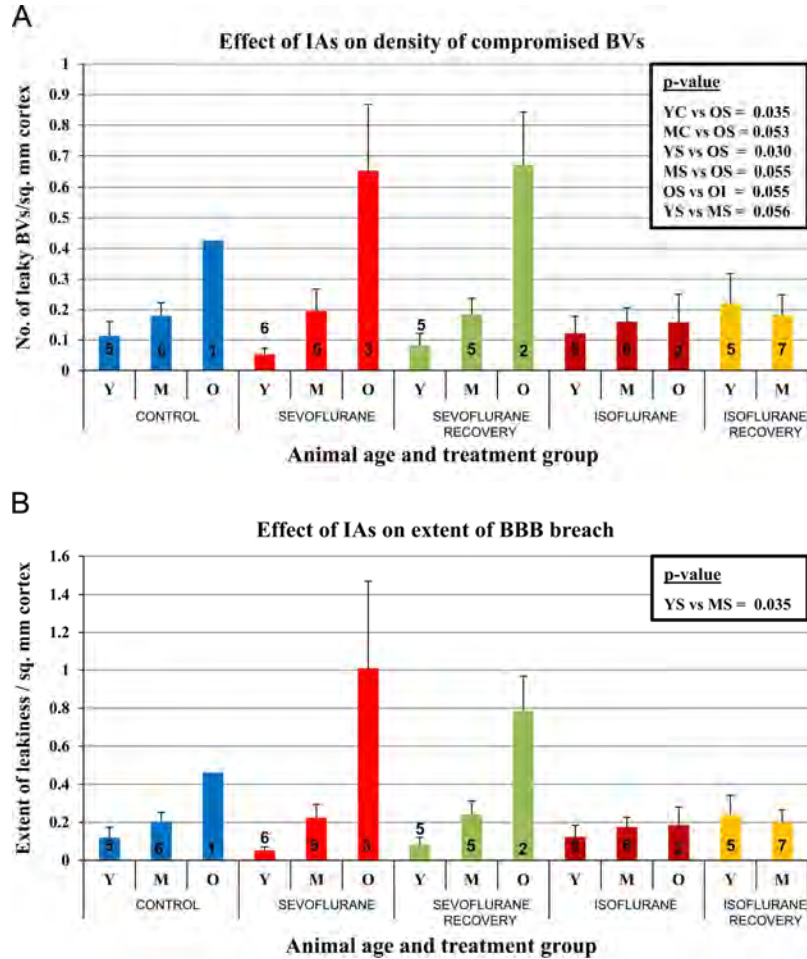 A
Effect of IAs on density of compromised BVs
No. of leaky BVs/sq. mm cortex
1
0.9
0.8
0.7
0.6
0.5
0.4
0.3
0.2
0.1
0
p-value
YC vs OS = 0.035
MC vs OS = 0.053
YS vs OS = 0.030
MS vs OS = 0.055
OS vs OI = 0.055
YS vs MS = 0.056
5 6 1 6 5 3 5 5 2 6 2 5 7
Y M O Y M O Y M O Y M O Y M
CONTROL SEVOFLURANE SEVOFLURANE RECOVERY ISOFLURANE ISOFLURANE RECOVERY
Animal age and treatment group
B
Effect of IAs on extent of BBB breach
Extent of leakiness / sq. mm cortex
1.6
1.4
1.2
1
0.8
0.6
0.4
0.2
0
p-value
YS vs MS = 0.035
5 6 1 6 5 3 5 5 2 6 2 5 7
Y M O Y M O Y M O Y M O Y M
CONTROL SEVOFLURANE SEVOFLURANE RECOVERY ISOFLURANE ISOFLURANE RECOVERY
Animal age and treatment group